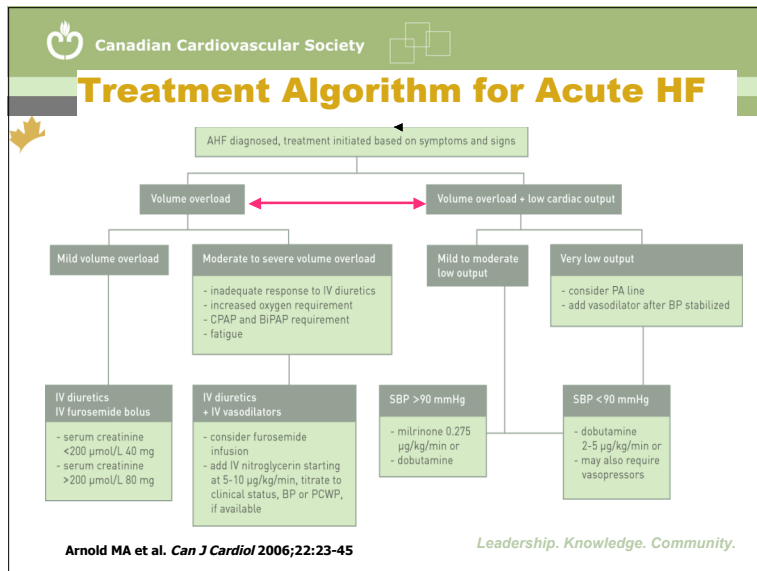 Canadian Cardiovascular Society
Treatment Algorithm for Acute HF
AHF diagnosed, treatment initiated based on symptoms and signs
Volume overload
Volume overload + low cardiac output
Mild volume overload
Moderate to severe volume overload
- inadequate response to IV diuretics
- increased oxygen requirement
- CPAP and BiPAP requirement
- fatigue
Mild to moderate
low output
Very low output
- consider PA line
- add vasodilator after BP stabilized
IV diuretics
IV furosemide bolus
- serum creatinine
<200 µmol/L 40 mg
- serum creatinine
>200 µmol/L 80 mg
IV diuretics
+ IV vasodilators
- consider furosemide
infusion
- add IV nitroglycerin starting
at 5-10 µg/kg/min, titrate to
clinical status, BP or PCWP,
if available
SBP >90 mmHg
- milrinone 0.275
µg/kg/min or
- dobutamine
SBP <90 mmHg
- dobutamine
2-5 µg/kg/min or
- may also require
vasopressors
Arnold MA et al. Can J Cardiol 2006;22:23-45
Leadership. Knowledge. Community.